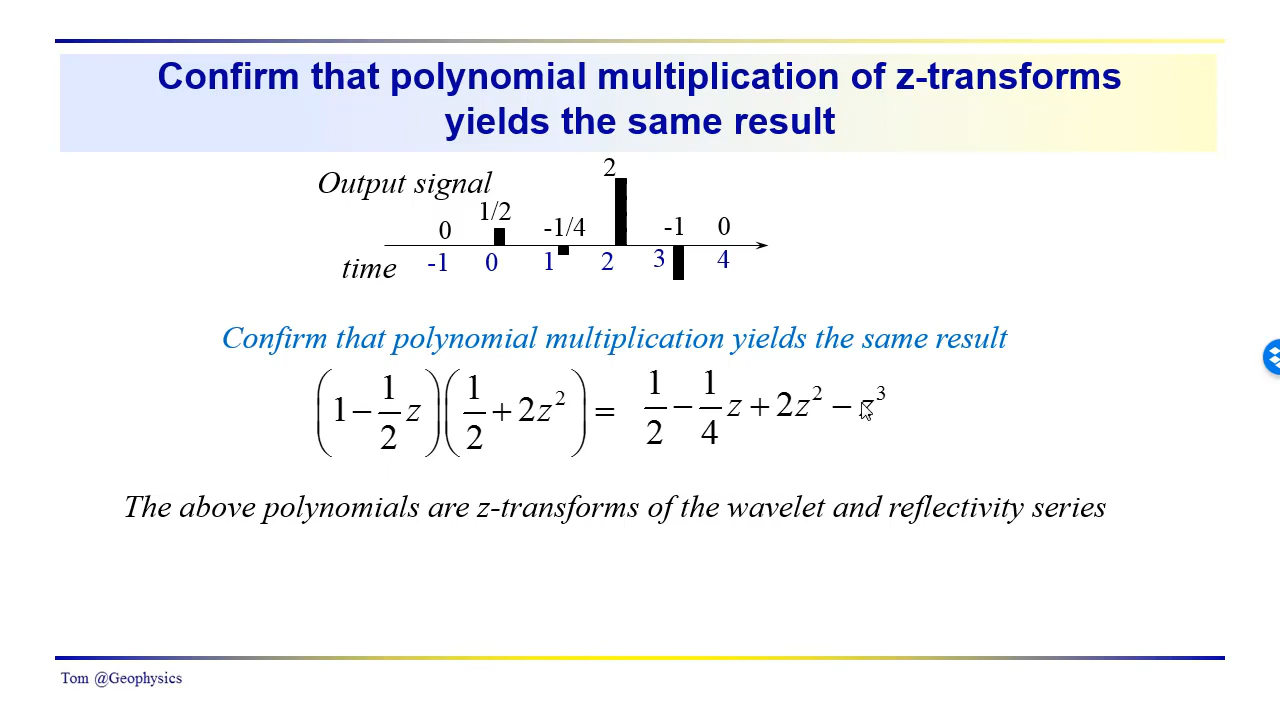 Confirm that polynomial multiplication of z-transforms
yields the same result
Output signal
0 1/2 -1/4 2 -1 0
time -1 0 1 2 3 4
Confirm that polynomial multiplication yields the same result
(1 − 1/2 z)(1/2 + 2z²) = 1/2 − 1/4 z + 2z² − z³
The above polynomials are z-transforms of the wavelet and reflectivity series
Tom @Geophysics